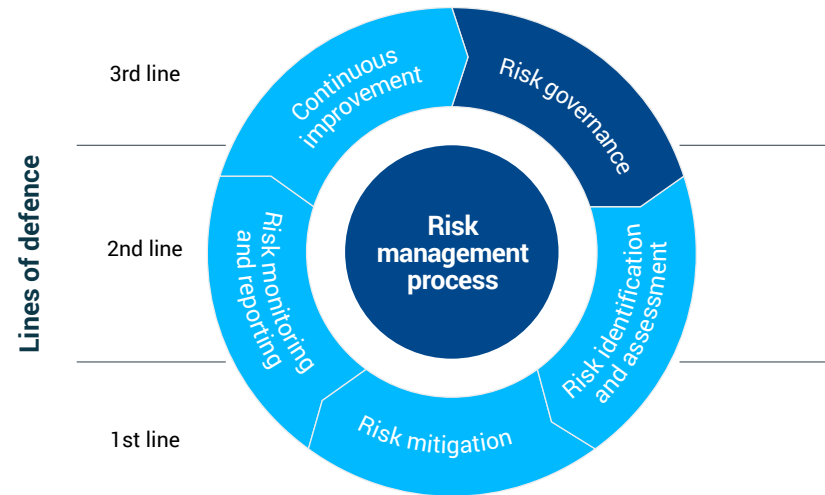 Lines of defence
3rd line
2nd line
1st line
Risk governance
Risk identification
and assessment
Risk mitigation
Risk monitoring
and reporting
Continuous
improvement
Risk
management
process